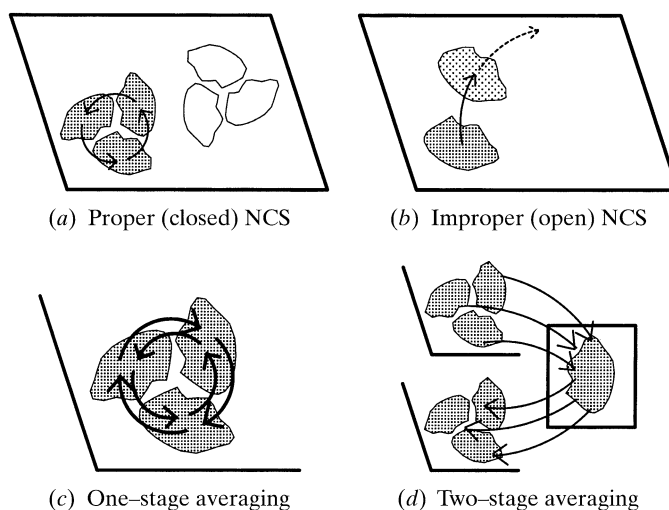 (a) Proper (closed) NCS
(b) Improper (open) NCS
(c) One–stage averaging
(d) Two–stage averaging